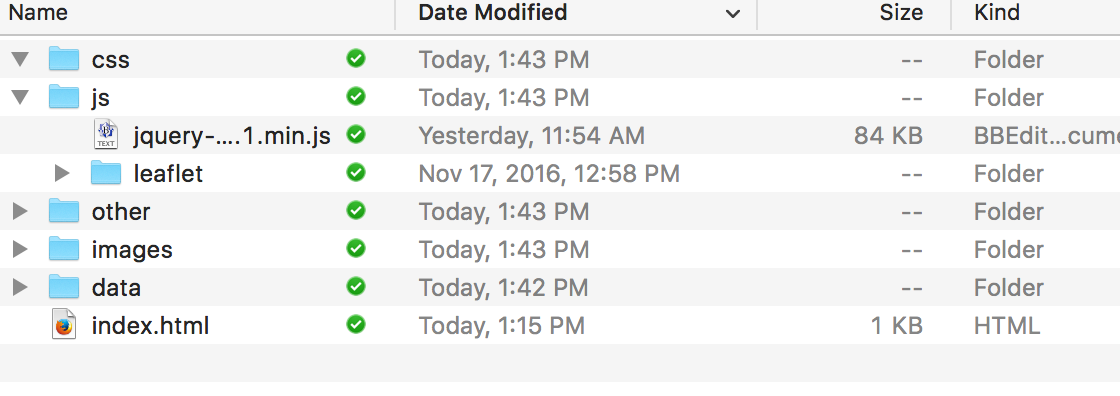 Name Date Modified Size Kind
css Today, 1:43 PM -- Folder
js Today, 1:43 PM -- Folder
TEXT jquery-....1.min.js Yesterday, 11:54 AM 84 KB BBEdit...cume
leaflet Nov 17, 2016, 12:58 PM -- Folder
other Today, 1:43 PM -- Folder
images Today, 1:43 PM -- Folder
data Today, 1:42 PM -- Folder
index.html Today, 1:15 PM 1 KB HTML